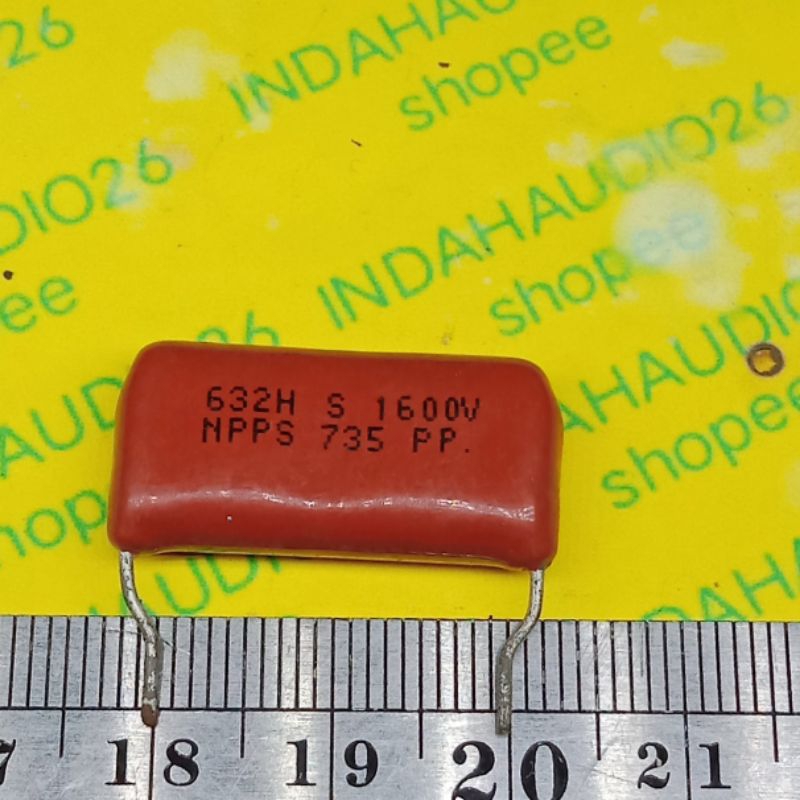 INDAHAUDIO26
shopee
INDAHAUDIO26
shopee
632H S 1600V
NPPS 735 PP.
INDAHAUDIO26
shopee
18 19 20 21